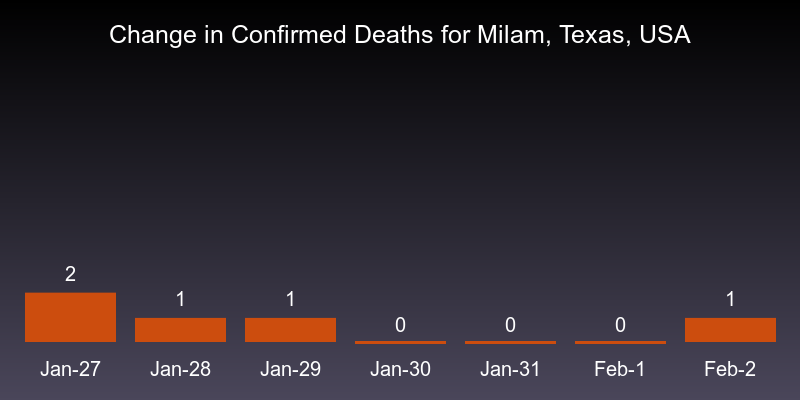 Change in Confirmed Deaths for Milam, Texas, USA
2
1
1
0
0
0
1
Jan-27
Jan-28
Jan-29
Jan-30
Jan-31
Feb-1
Feb-2